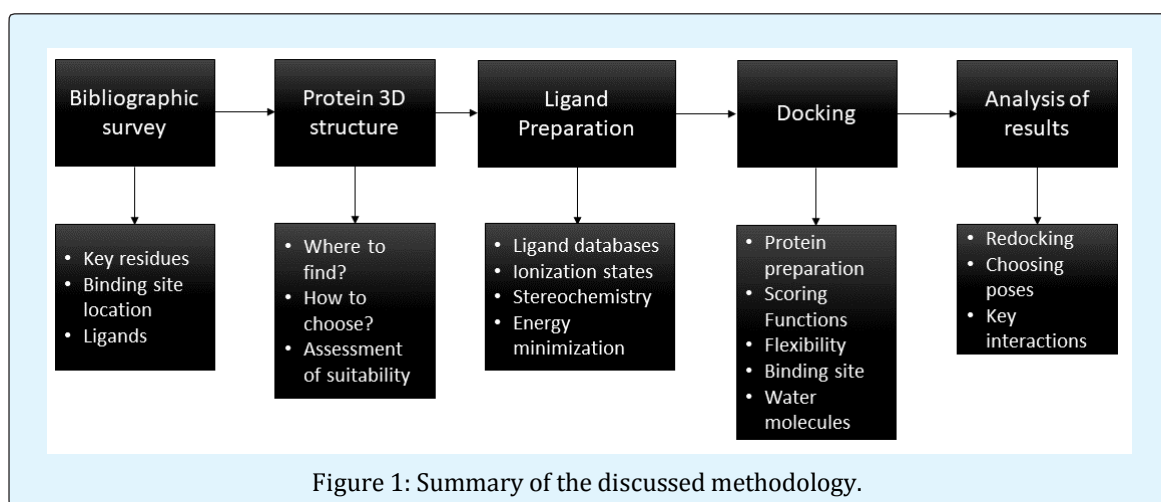 Bibliographic
survey
Protein 3D
structure
Ligand
Preparation
Docking
Analysis of
results
• Key residues
• Binding site
location
• Ligands
• Where to
find?
• How to
choose?
• Assessment
of suitability
• Ligand databases
• Ionization states
• Stereochemistry
• Energy
minimization
• Protein
preparation
• Scoring
Functions
• Flexibility
• Binding site
• Water
molecules
• Redocking
• Choosing
poses
• Key
interactions
Figure 1: Summary of the discussed methodology.